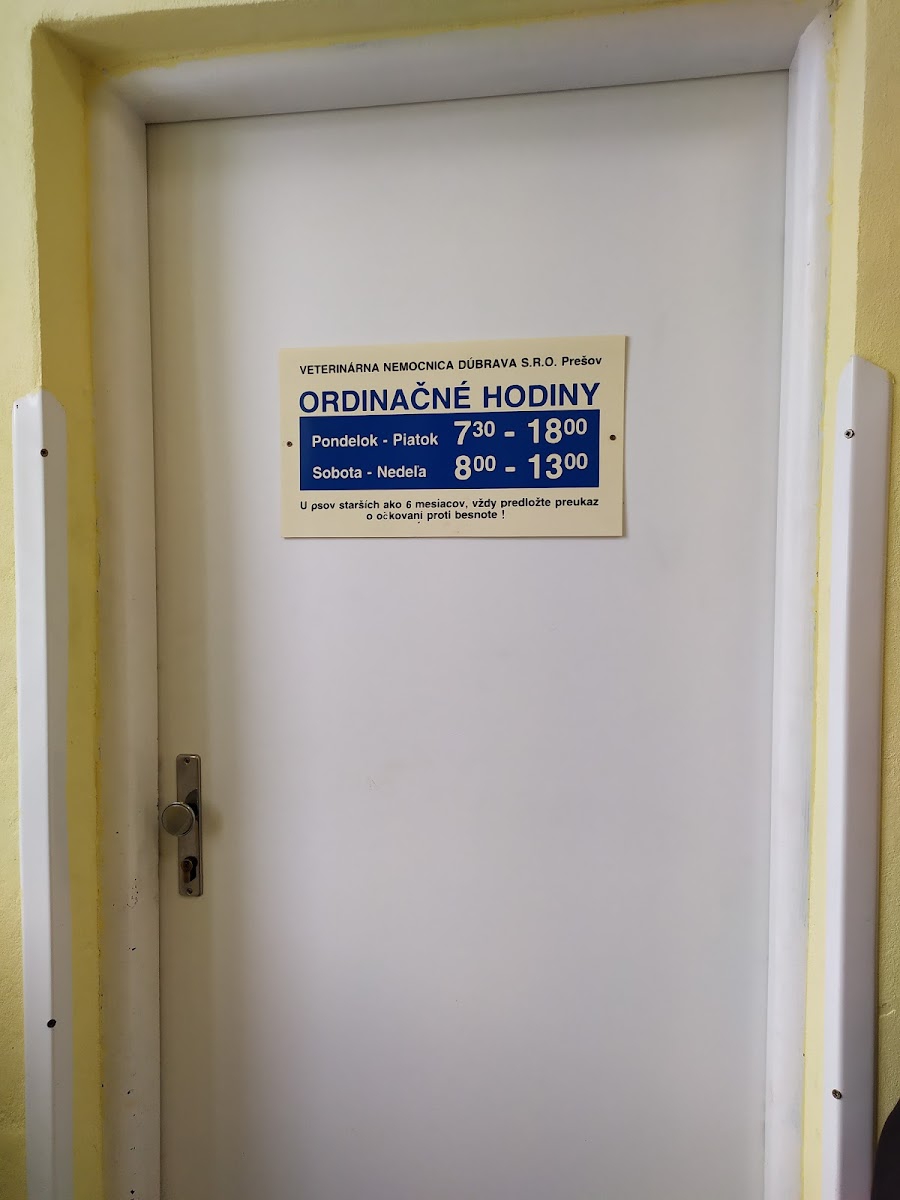 VETERINÁRNA NEMOCNICA DÚBRAVA S.R.O. Prešov
ORDINAČNÉ HODINY
Pondelok - Piatok 7³⁰ - 18⁰⁰
Sobota - Nedeľa 8⁰⁰ - 13⁰⁰
U psov starších ako 6 mesiacov, vždy predložte preukaz
o očkovaní proti besnote !